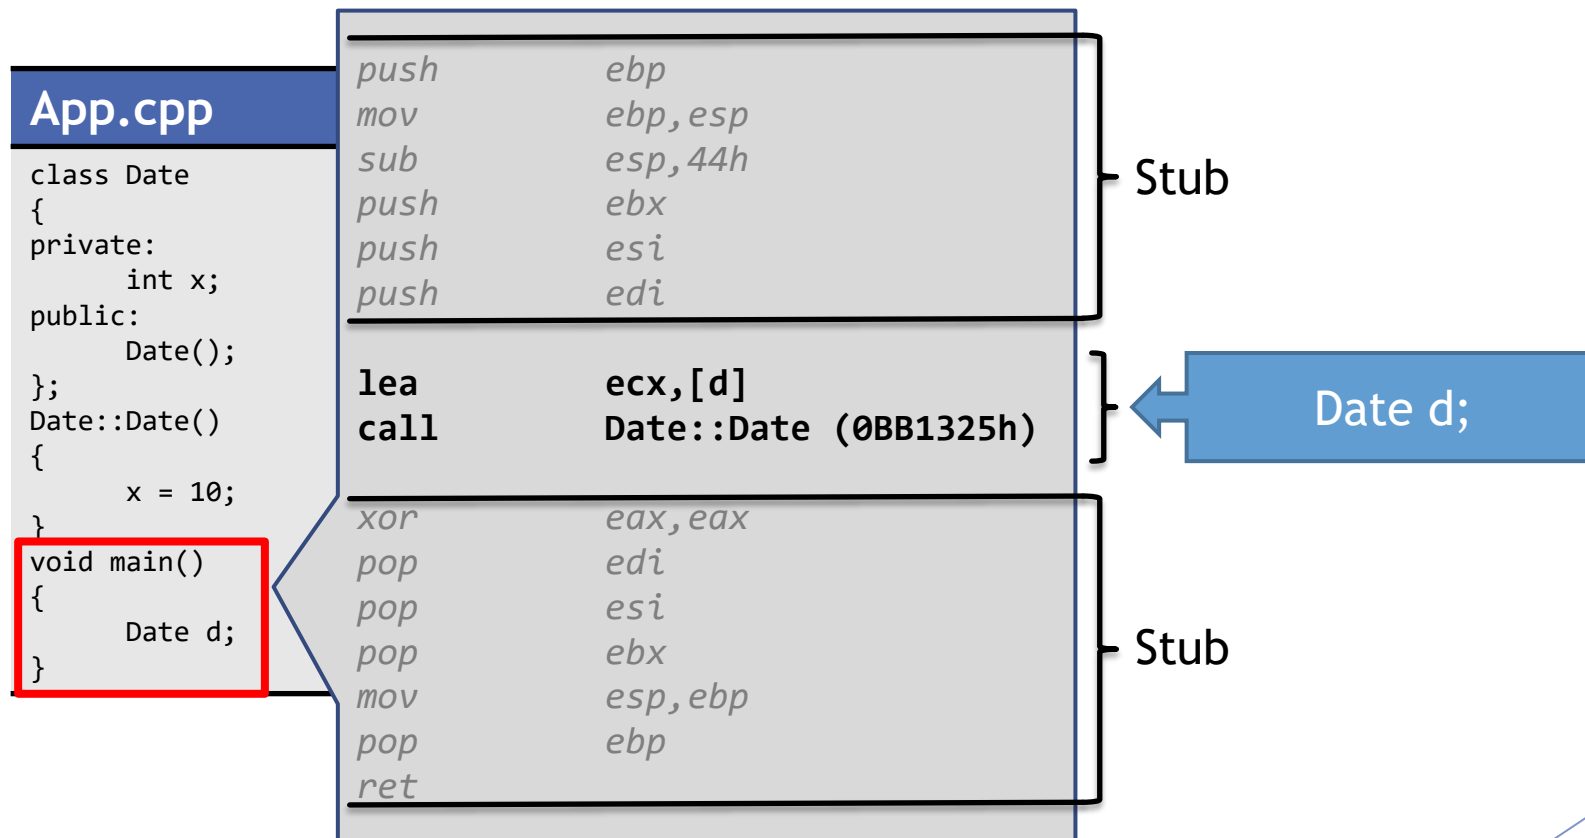 App.cpp
class Date
{
private:
int x;
public:
Date();
};
Date::Date()
{
x = 10;
}
void main()
{
Date d;
}
push ebp
mov ebp,esp
sub esp,44h
push ebx
push esi
push edi
Stub
lea ecx,[d]
call Date::Date (0BB1325h)
Date d;
xor eax,eax
pop edi
pop esi
pop ebx
mov esp,ebp
pop ebp
ret
Stub